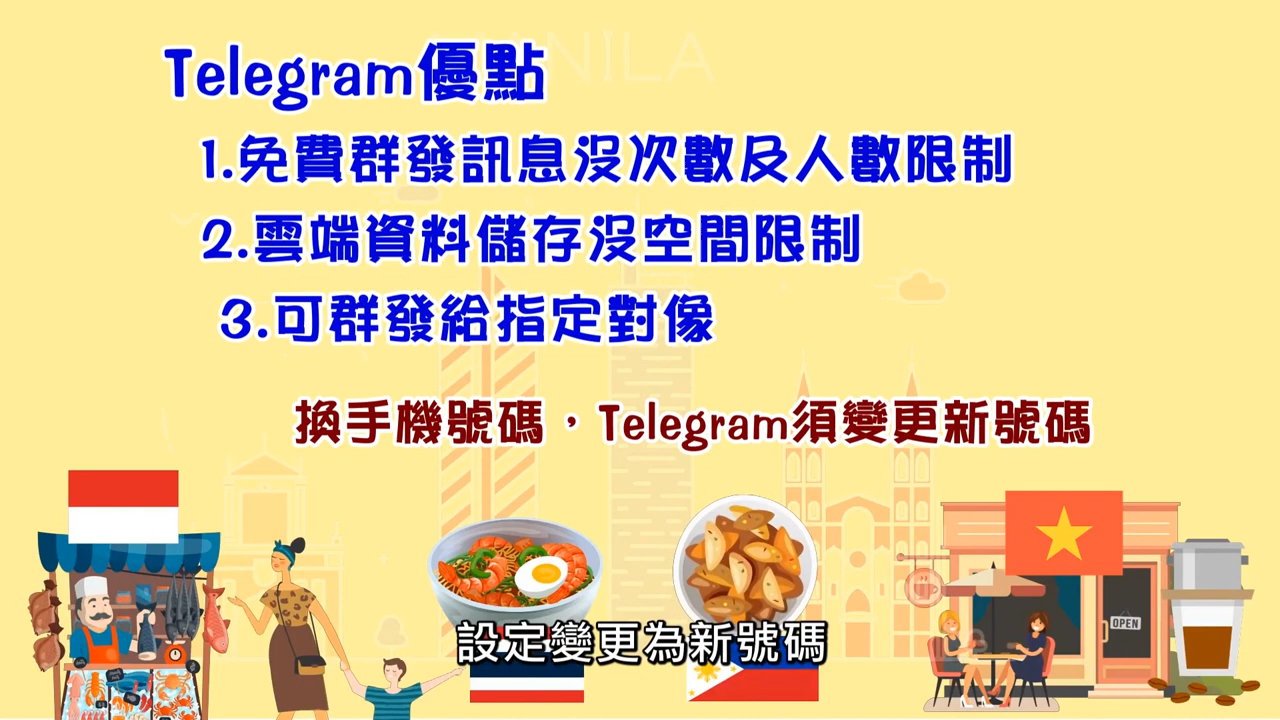 MANILA
Telegram優點
1.免費群發訊息沒次數及人數限制
2.雲端資料儲存沒空間限制
3.可群發給指定對像
換手機號碼，Telegram須變更新號碼
OPEN
設定變更為新號碼